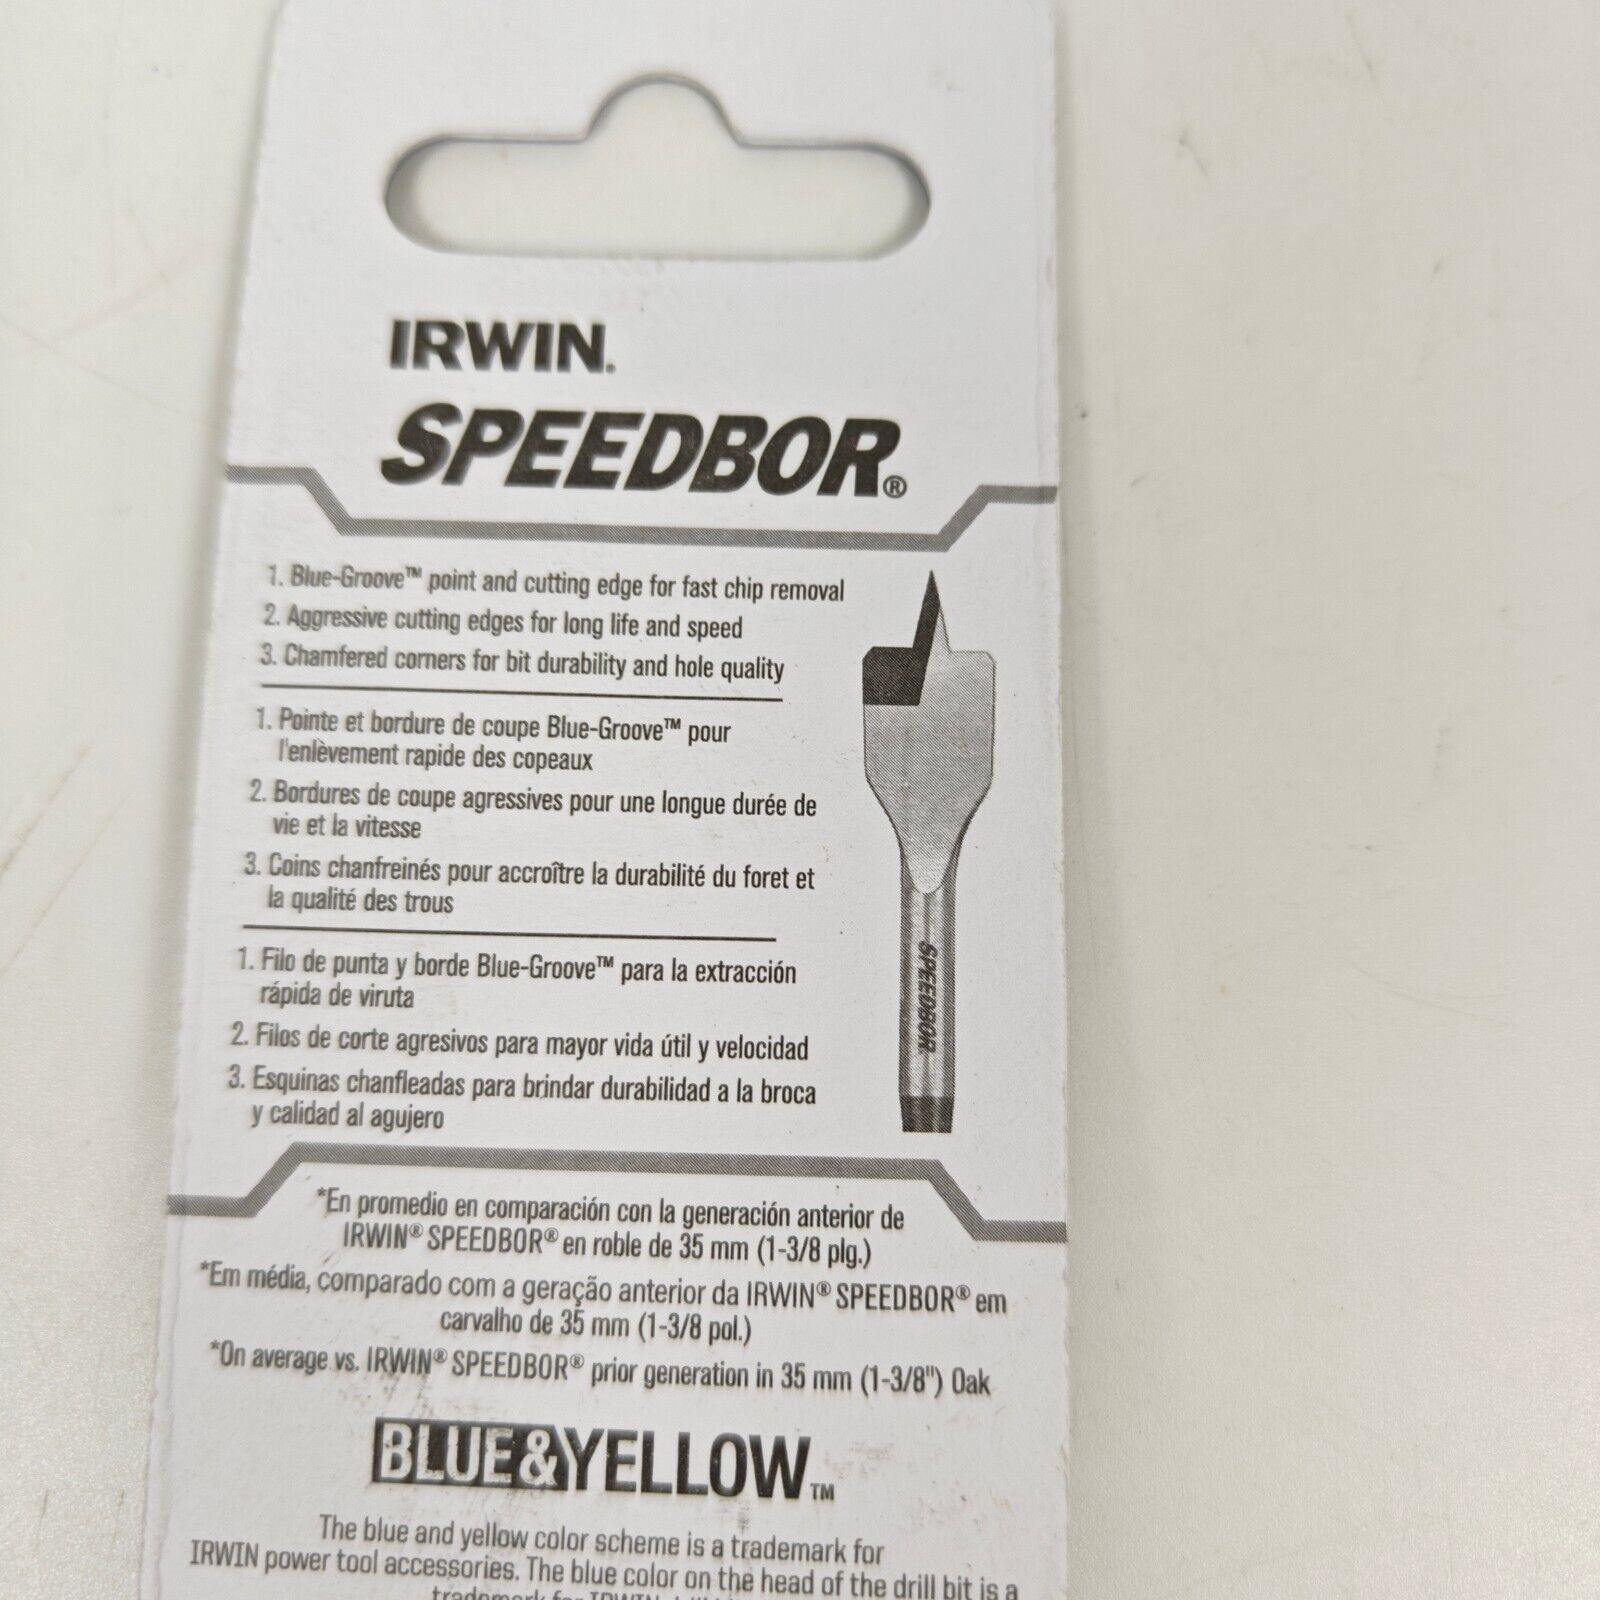 IRWIN®
SPEEDBOR®
1. Blue-Groove™ point and cutting edge for fast chip removal
2. Aggressive cutting edges for long life and speed
3. Chamfered corners for bit durability and hole quality
1. Pointe et bordure de coupe Blue-Groove™ pour
l'enlèvement rapide des copeaux
2. Bordures de coupe agressives pour une longue durée de
vie et la vitesse
3. Coins chanfreinés pour accroître la durabilité du foret et
la qualité des trous
1. Filo de punta y borde Blue-Groove™ para la extracción
rápida de viruta
2. Filos de corte agresivos para mayor vida útil y velocidad
3. Esquinas chanfleadas para brindar durabilidad a la broca
y calidad al agujero
SPEEDBOR
*En promedio en comparación con la generación anterior de
IRWIN® SPEEDBOR® en roble de 35 mm (1-3/8 plg.)
*Em média, comparado com a geração anterior da IRWIN® SPEEDBOR® em
carvalho de 35 mm (1-3/8 pol.)
*On average vs. IRWIN® SPEEDBOR® prior generation in 35 mm (1-3/8") Oak
BLUE&YELLOW™
The blue and yellow color scheme is a trademark for
IRWIN power tool accessories. The blue color on the head of the drill bit is a
trademark for IRWIN